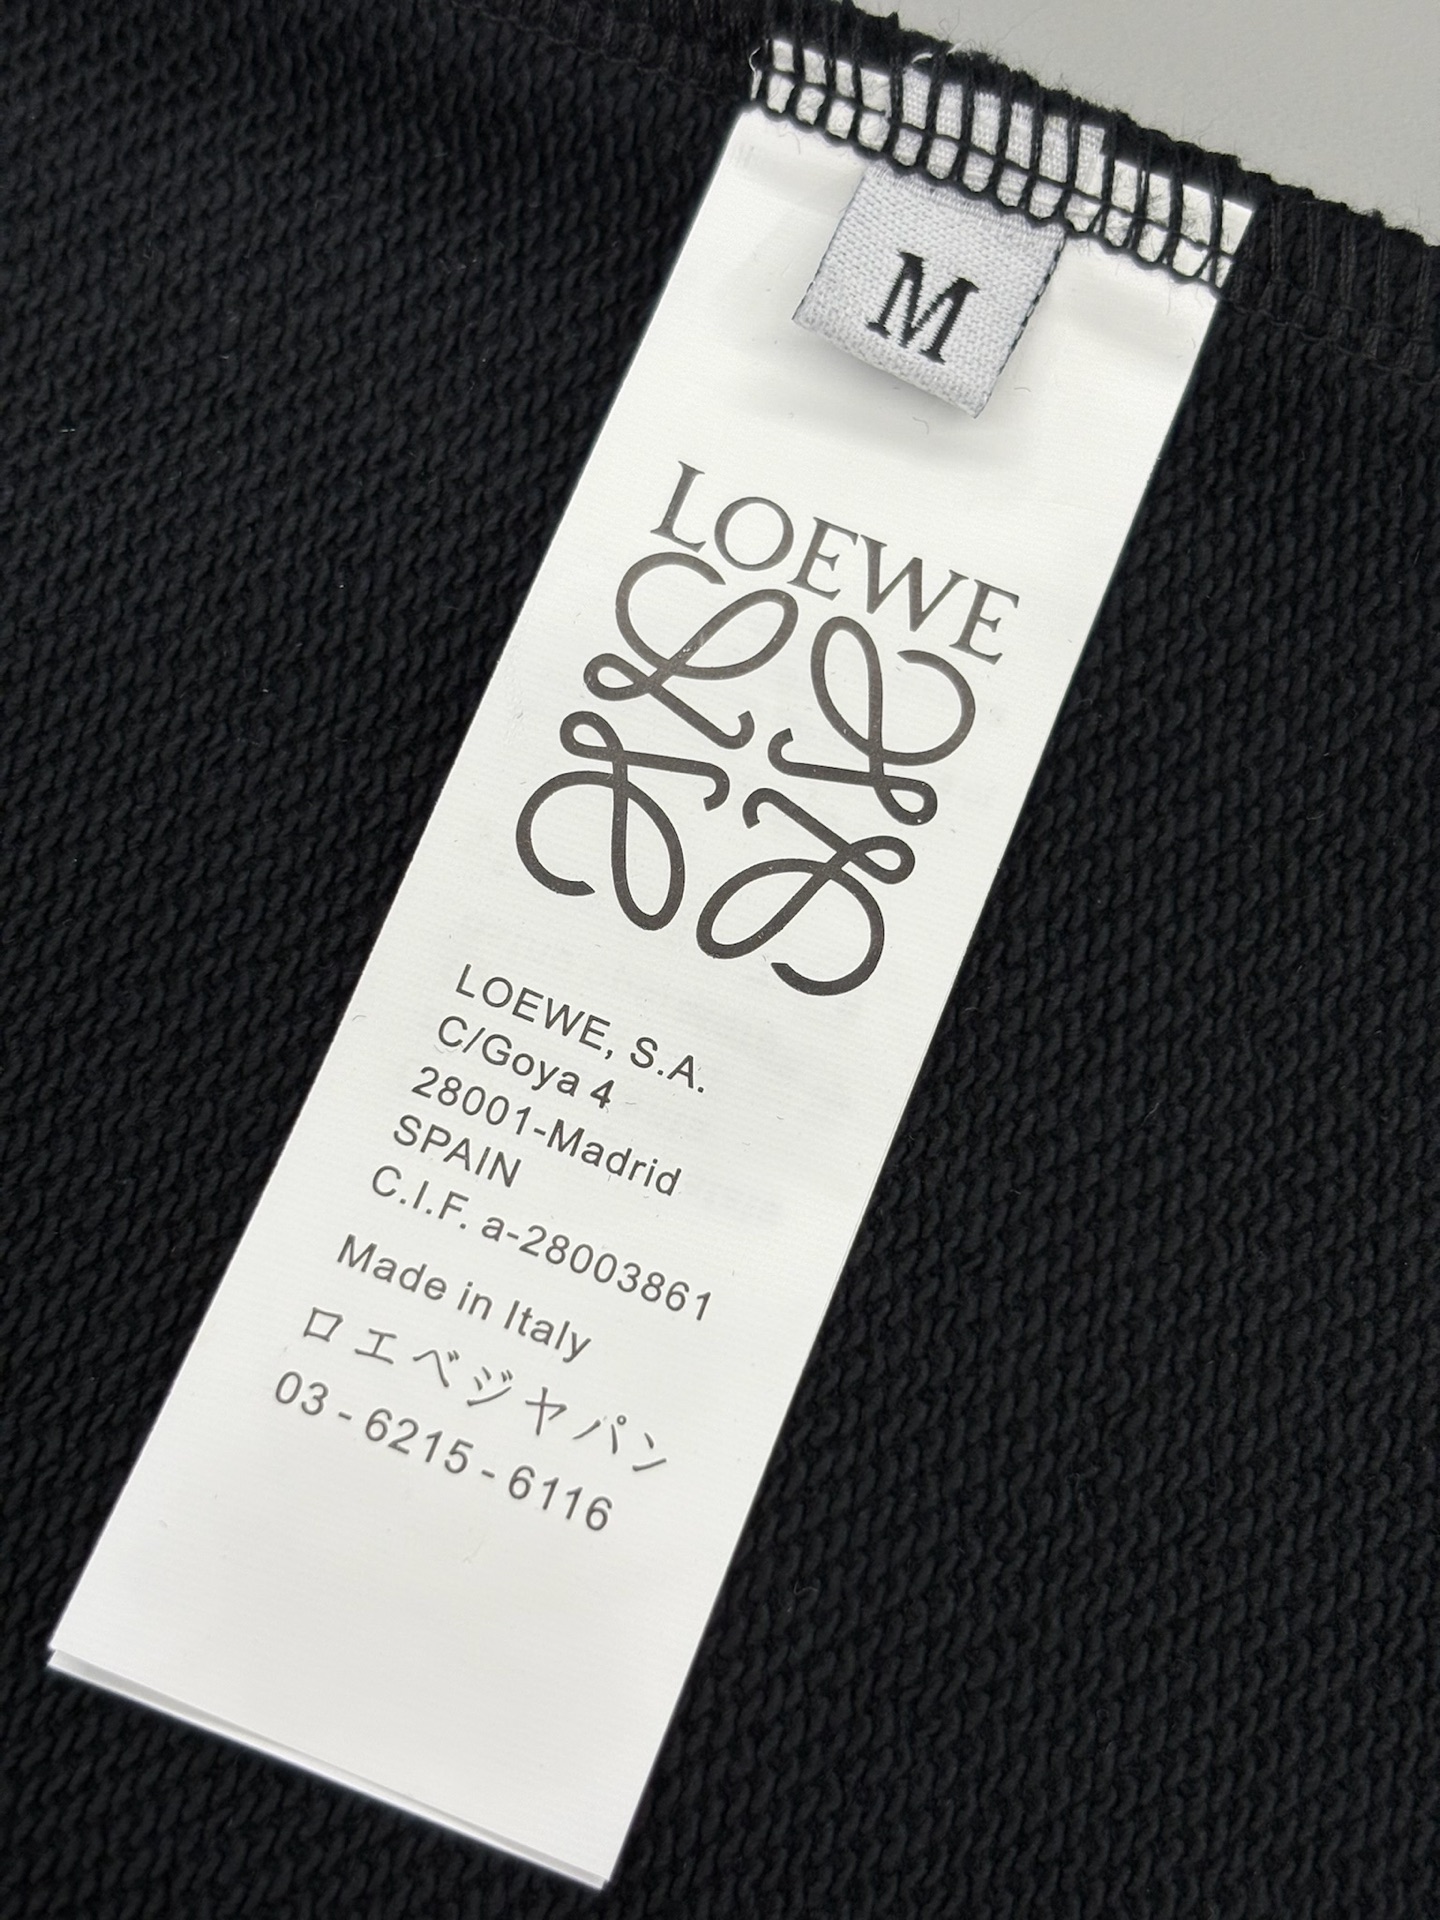 M
LOEWE
LOEWE, S.A.
C/Goya 4
28001-Madrid
SPAIN
C.I.F. a-28003861
Made in Italy
ロエベジャパン
03-6215-6116